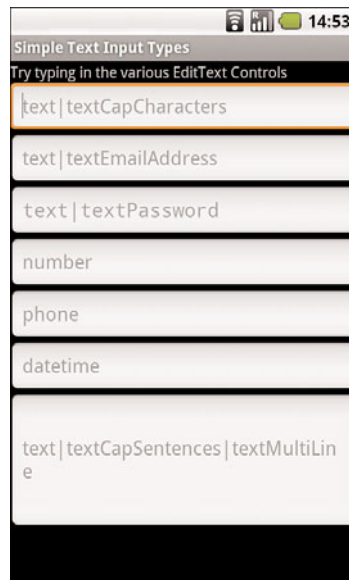 14:53
Simple Text Input Types
Try typing in the various EditText Controls
text|textCapCharacters
text|textEmailAddress
text|textPassword
number
phone
datetime
text|textCapSentences|textMultiLin
e